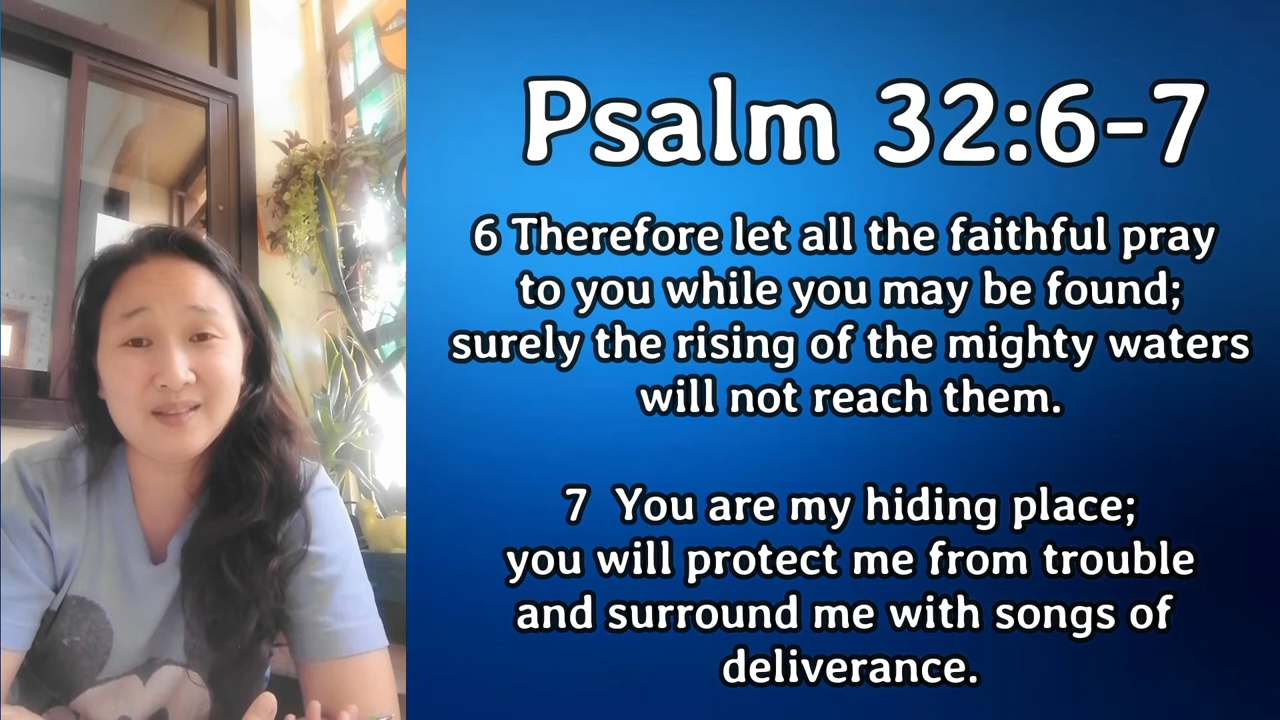 Psalm 32:6-7
6 Therefore let all the faithful pray
to you while you may be found;
surely the rising of the mighty waters
will not reach them.
7 You are my hiding place;
you will protect me from trouble
and surround me with songs of
deliverance.